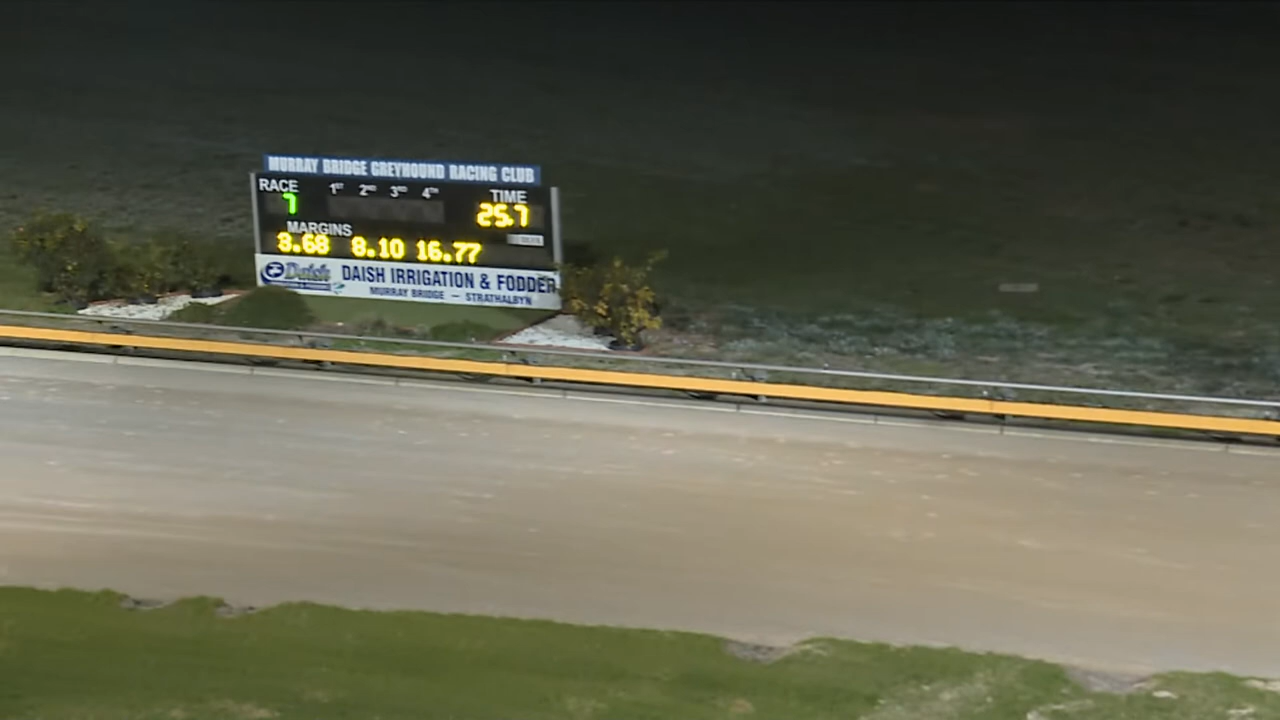 MURRAY BRIDGE GREYHOUND RACING CLUB
RACE 1ST 2ND 3RD 4TH TIME
7 25.7
MARGINS
8.68 8.10 16.77
Daish DAISH IRRIGATION & FODDER
MURRAY BRIDGE — STRATHALBYN